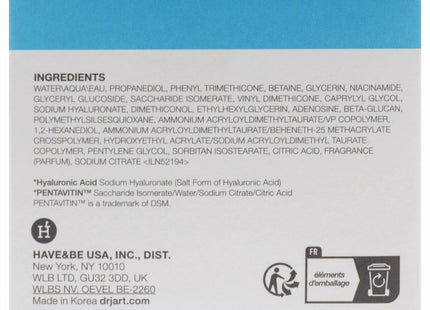 INGREDIENTS
WATER\AQUA\EAU, PROPANEDIOL, PHENYL TRIMETHICONE, BETAINE, GLYCERIN, NIACINAMIDE,
GLYCERYL GLUCOSIDE, SACCHARIDE ISOMERATE, VINYL DIMETHICONE, CAPRYLYL GLYCOL,
SODIUM HYALURONATE, DIMETHICONOL, ETHYLHEXYLGLYCERIN, ADENOSINE, BETA-GLUCAN,
POLYMETHYLSILSESQUIOXANE, AMMONIUM ACRYLOYLDIMETHYLTAURATE/VP COPOLYMER,
1,2-HEXANEDIOL, AMMONIUM ACRYLOYLDIMETHYLTAURATE/BEHENETH-25 METHACRYLATE
CROSSPOLYMER, HYDROXYETHYL ACRYLATE/SODIUM ACRYLOYLDIMETHYL TAURATE
COPOLYMER, PENTYLENE GLYCOL, SORBITAN ISOSTEARATE, CITRIC ACID, FRAGRANCE
(PARFUM), SODIUM CITRATE <ILN52194>
*Hyaluronic Acid Sodium Hyaluronate (Salt Form of Hyaluronic Acid)
*PENTAVITIN™ Saccharide Isomerate/Water/Sodium Citrate/Citric Acid
PENTAVITIN™ is a trademark of DSM.
H
HAVE&BE USA, INC., DIST.
New York, NY 10010
WLB LTD, GU32 3DD, UK
WLBS NV, OEVEL BE-2260
Made in Korea drjart.com
FR
éléments
d'emballage